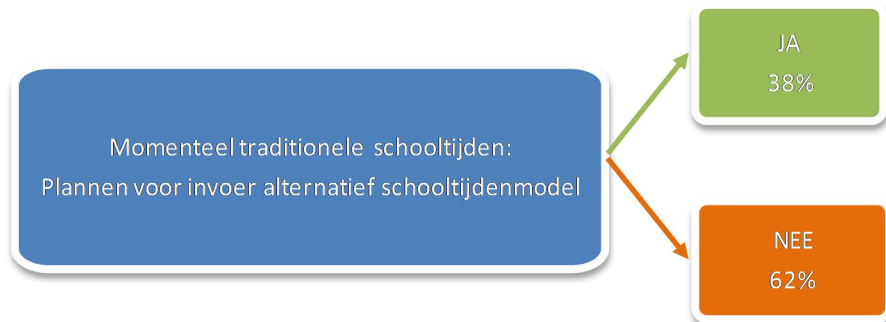 Momenteel traditionele schooltijden:
Plannen voor invoer alternatief schooltijdenmodel
JA
38%
NEE
62%